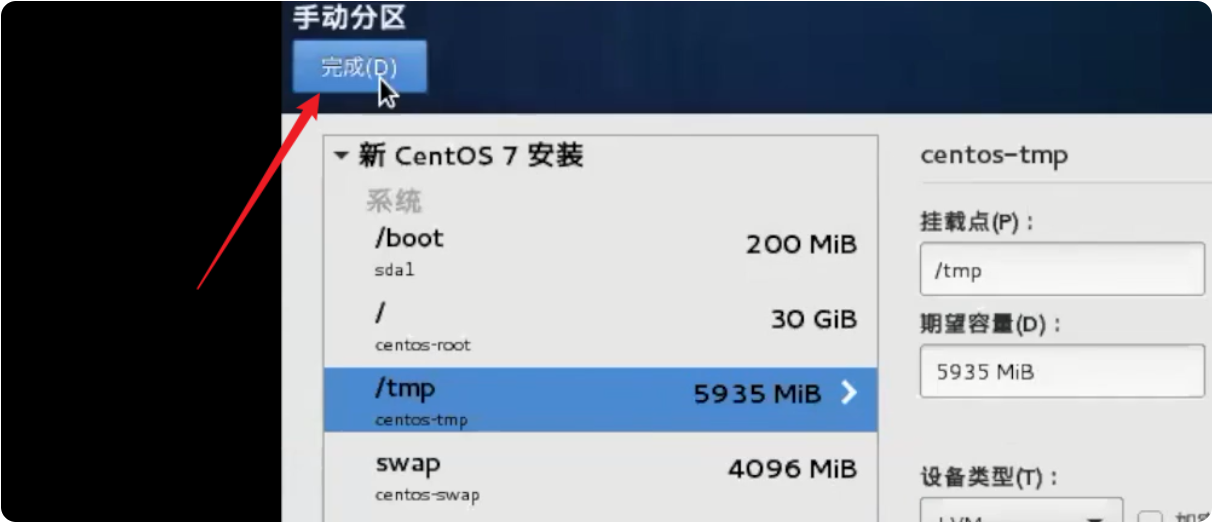 手动分区
完成(D)
新 CentOS 7 安装
系统
/boot
200 MiB
sda1
/
30 GiB
centos-root
/tmp
5935 MiB
centos-tmp
swap
4096 MiB
centos-swap
centos-tmp
挂载点(P)：
/tmp
期望容量(D)：
5935 MiB
设备类型(T)：
LVM